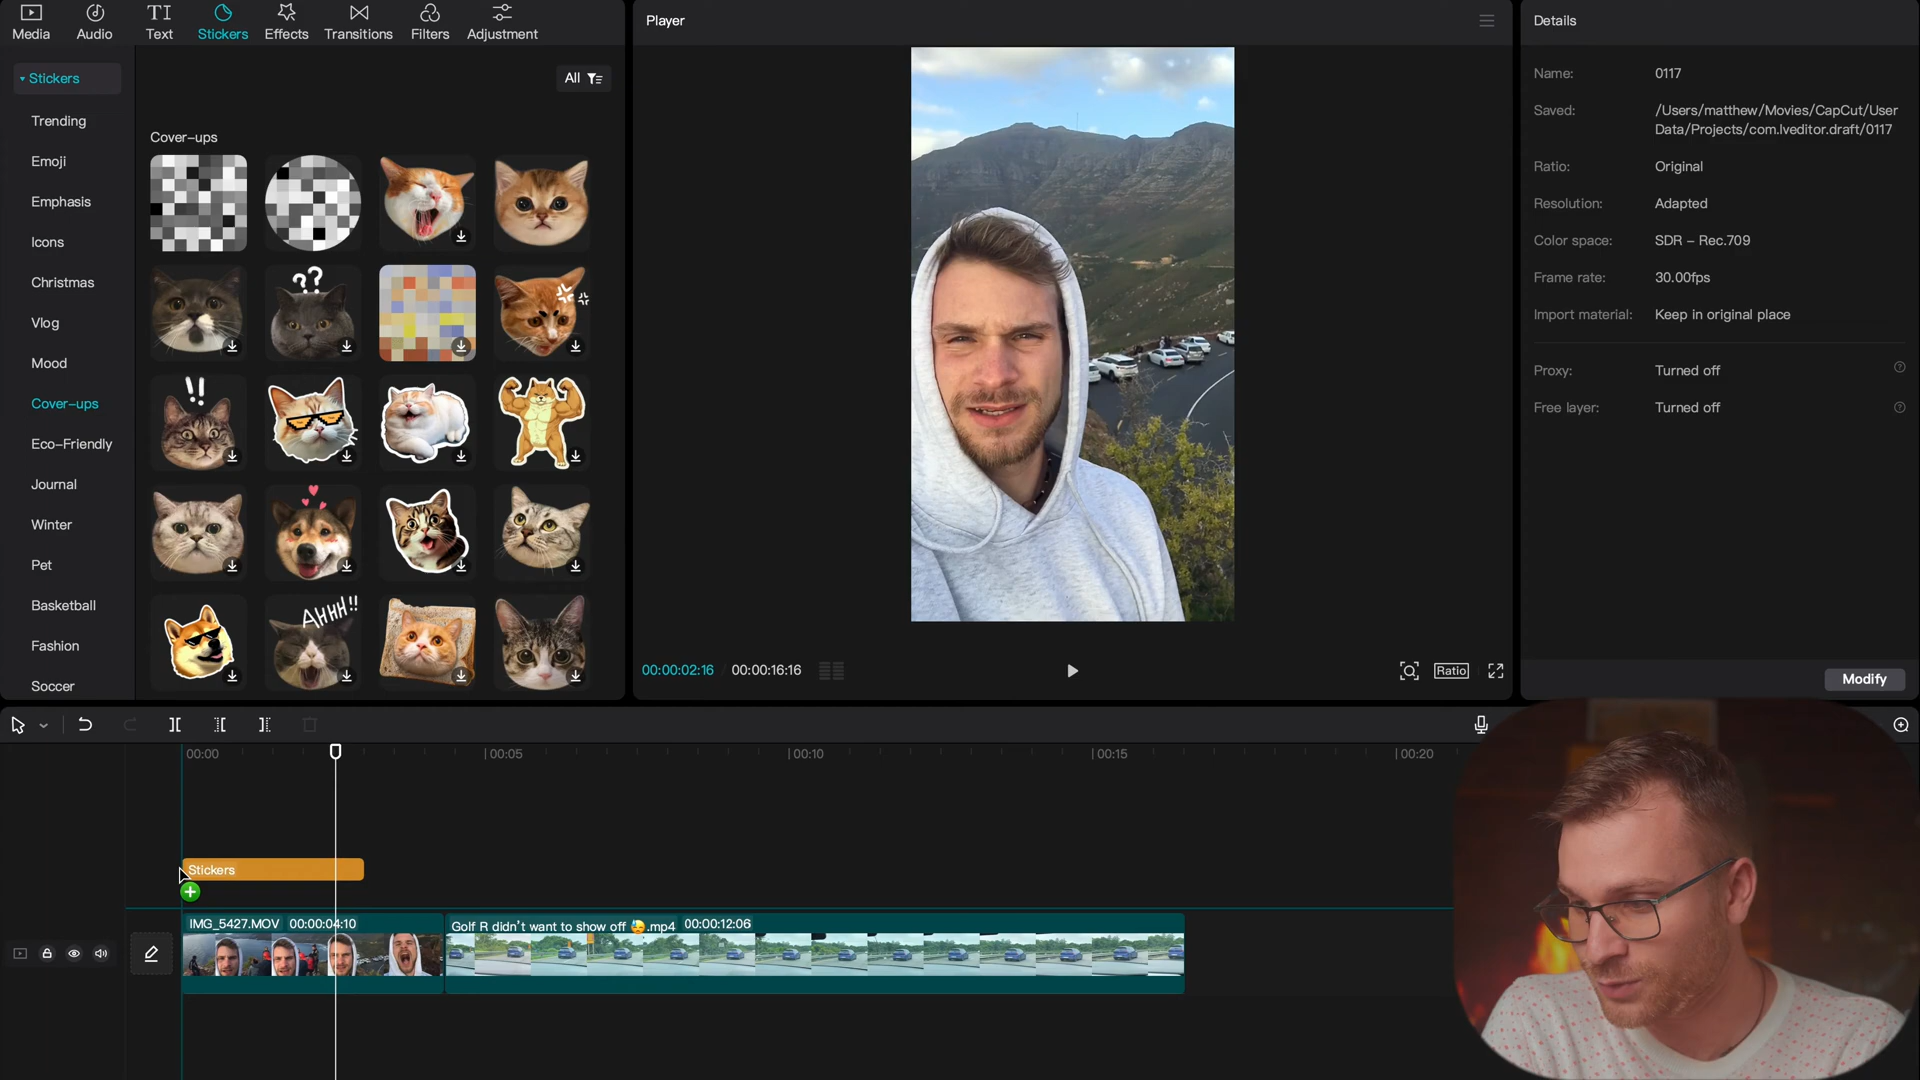 Media
Audio
Text
Stickers
Effects
Transitions
Filters
Adjustment
Player
Details
Stickers
Trending
Emoji
Emphasis
Icons
Christmas
Vlog
Mood
Cover-ups
Eco-Friendly
Journal
Winter
Pet
Basketball
Fashion
Soccer
All
Cover-ups
??
!!
AHHH!!
00:00:02:16
00:00:16:16
Ratio
Name: 0117
Saved: /Users/matthew/Movies/CapCut/User
Data/Projects/com.lveditor.draft/0117
Ratio: Original
Resolution: Adapted
Color space: SDR – Rec.709
Frame rate: 30.00fps
Import material: Keep in original place
Proxy: Turned off
Free layer: Turned off
Modify
00:00
00:05
00:10
00:15
00:20
Stickers
IMG_5427.MOV 00:00:04:10
Golf R didn't want to show off 😓.mp4 00:00:12:06